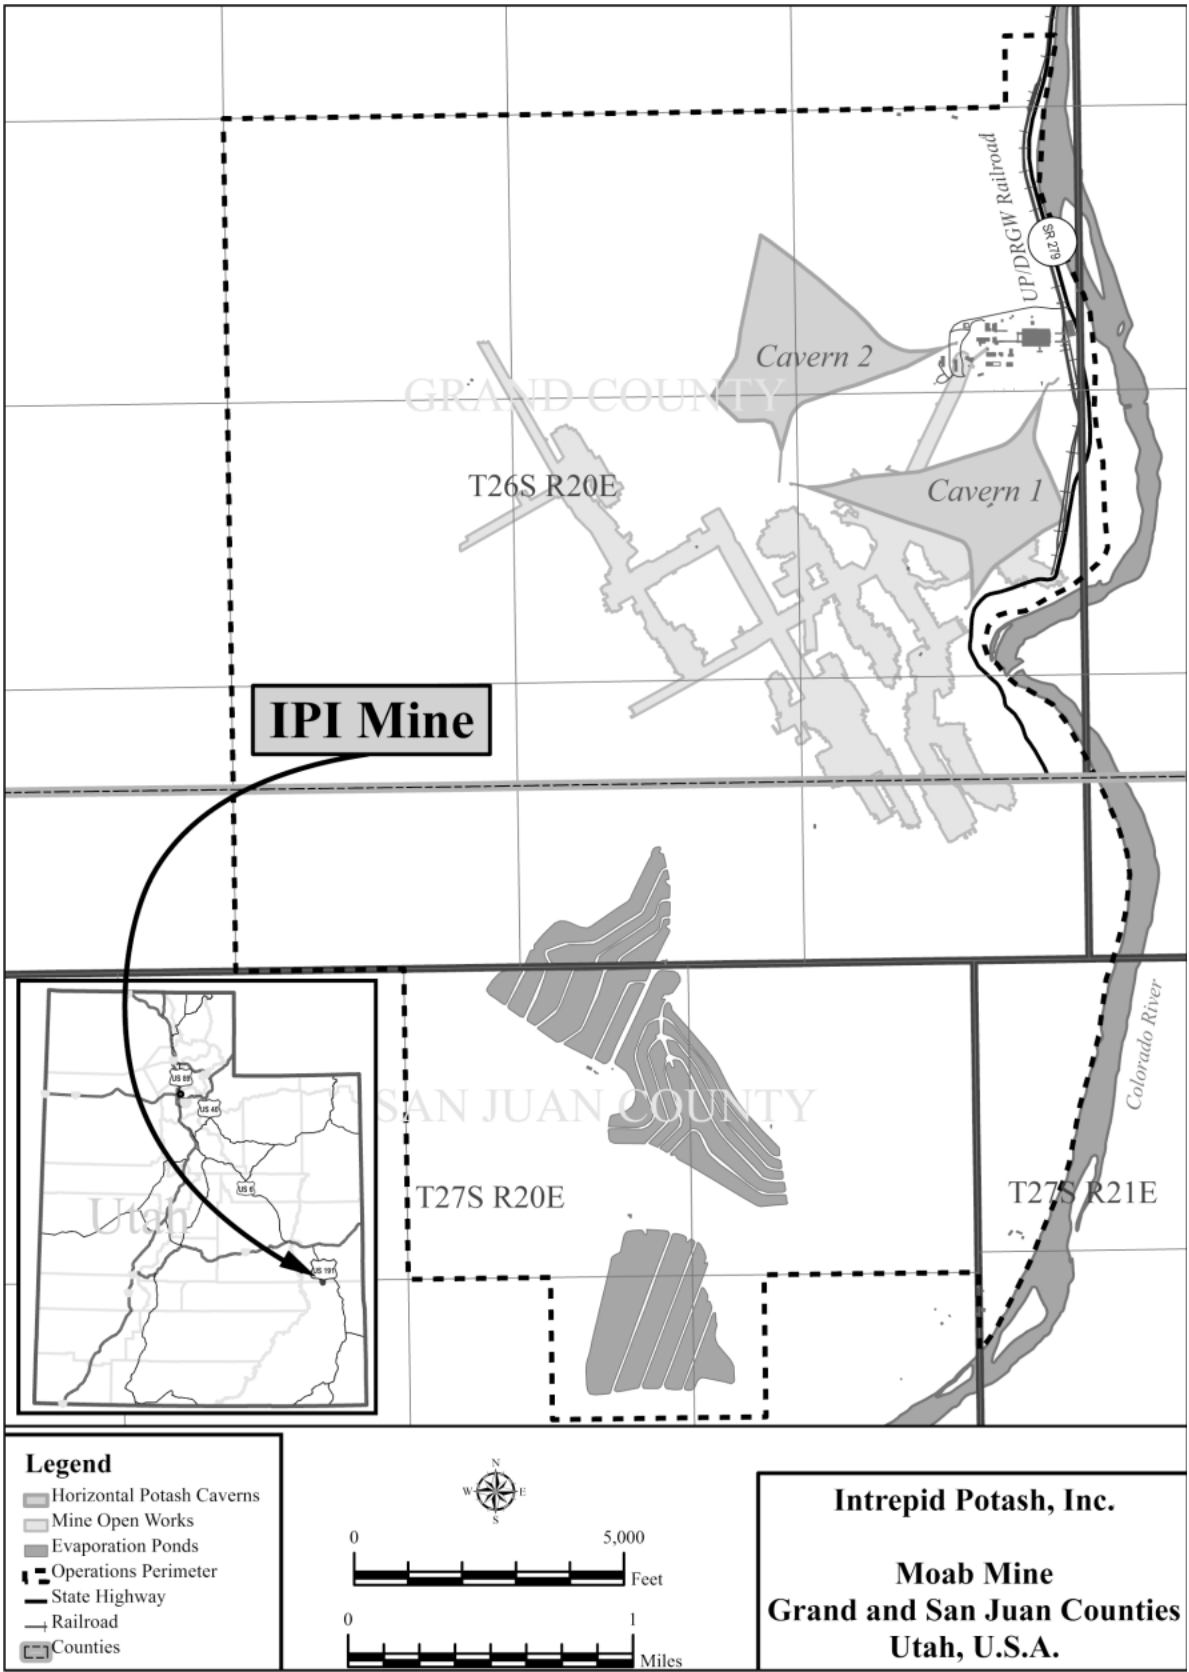 UP/DRGW Railroad
SR 279
Cavern 2
GRAND COUNTY
T26S R20E
Cavern 1
IPI Mine
Colorado River
US 89
US 40
SAN JUAN COUNTY
US 6
T27S R20E
T27S R21E
Utah
US 191
Legend
Horizontal Potash Caverns
Mine Open Works
Evaporation Ponds
Operations Perimeter
State Highway
Railroad
Counties
N
W E
S
0 5,000
Feet
0 1
Miles
Intrepid Potash, Inc.
Moab Mine
Grand and San Juan Counties
Utah, U.S.A.